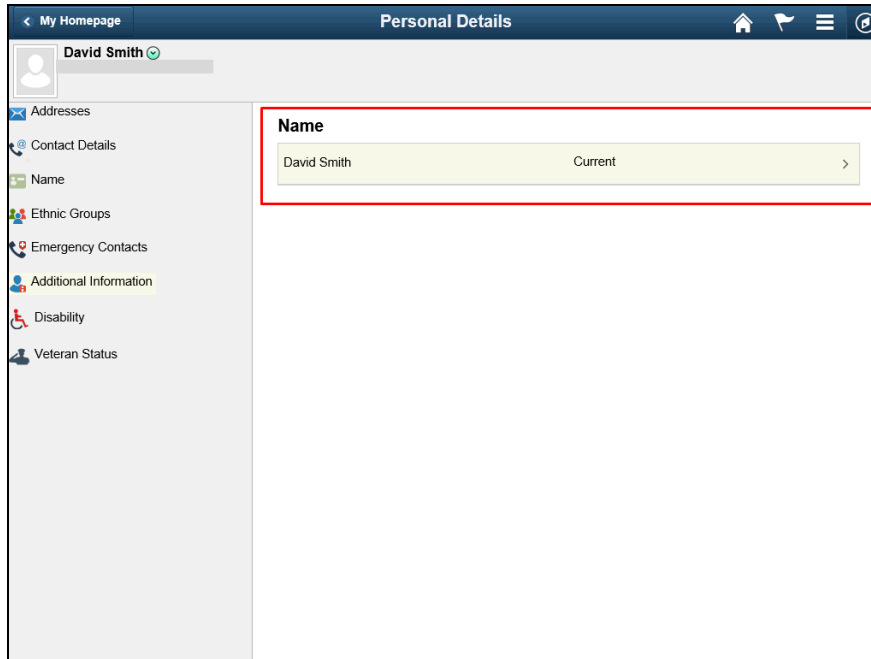 My Homepage
Personal Details
David Smith
Addresses
Contact Details
Name
Ethnic Groups
Emergency Contacts
Additional Information
Disability
Veteran Status
Name
David Smith Current